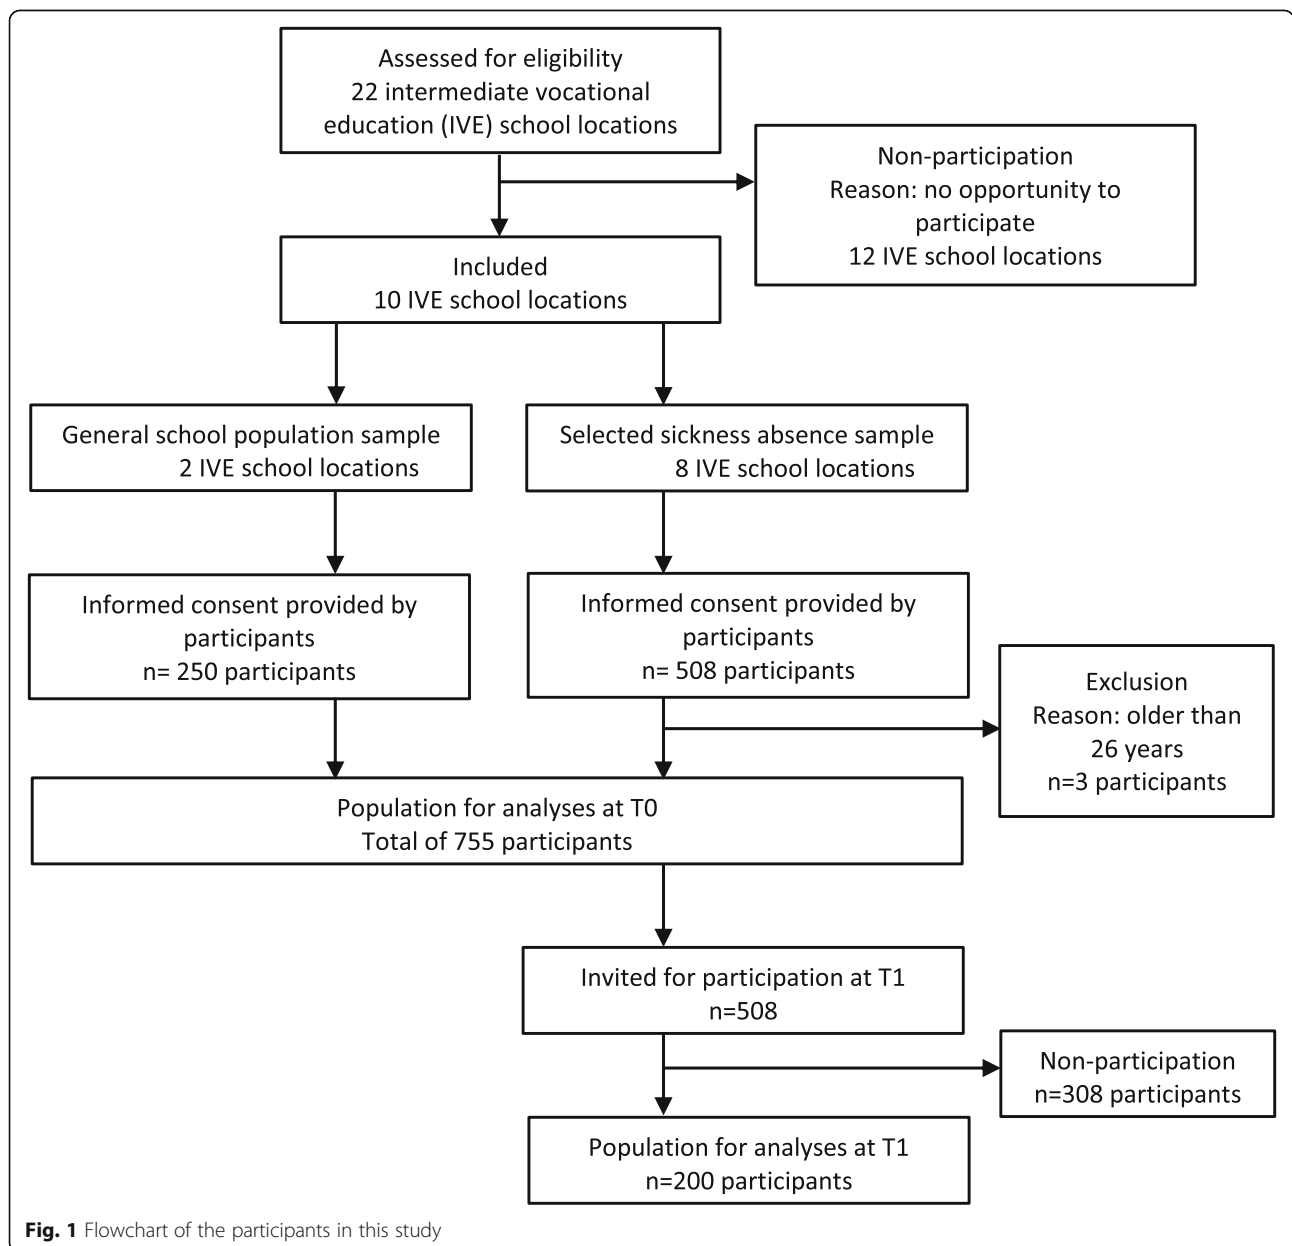 Assessed for eligibility
22 intermediate vocational
education (IVE) school locations
Non-participation
Reason: no opportunity to
participate
12 IVE school locations
Included
10 IVE school locations
General school population sample
2 IVE school locations
Selected sickness absence sample
8 IVE school locations
Informed consent provided by
participants
n= 250 participants
Informed consent provided by
participants
n= 508 participants
Exclusion
Reason: older than
26 years
n=3 participants
Population for analyses at T0
Total of 755 participants
Invited for participation at T1
n=508
Non-participation
n=308 participants
Population for analyses at T1
n=200 participants
Fig. 1 Flowchart of the participants in this study